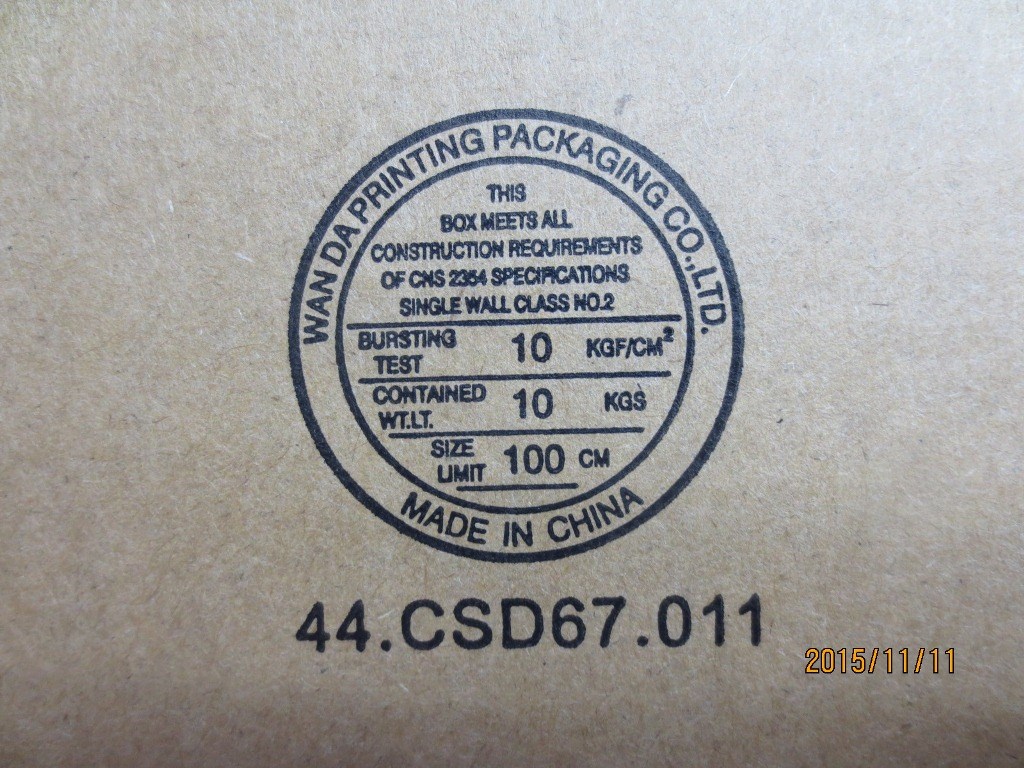 WAN DA PRINTING PACKAGING CO.,LTD.
THIS
BOX MEETS ALL
CONSTRUCTION REQUIREMENTS
OF CNS 2354 SPECIFICATIONS
SINGLE WALL CLASS NO.2
BURSTING TEST 10 KGF/CM²
CONTAINED WT.LT. 10 KGS
SIZE LIMIT 100 CM
MADE IN CHINA
44.CSD67.011
2015/11/11